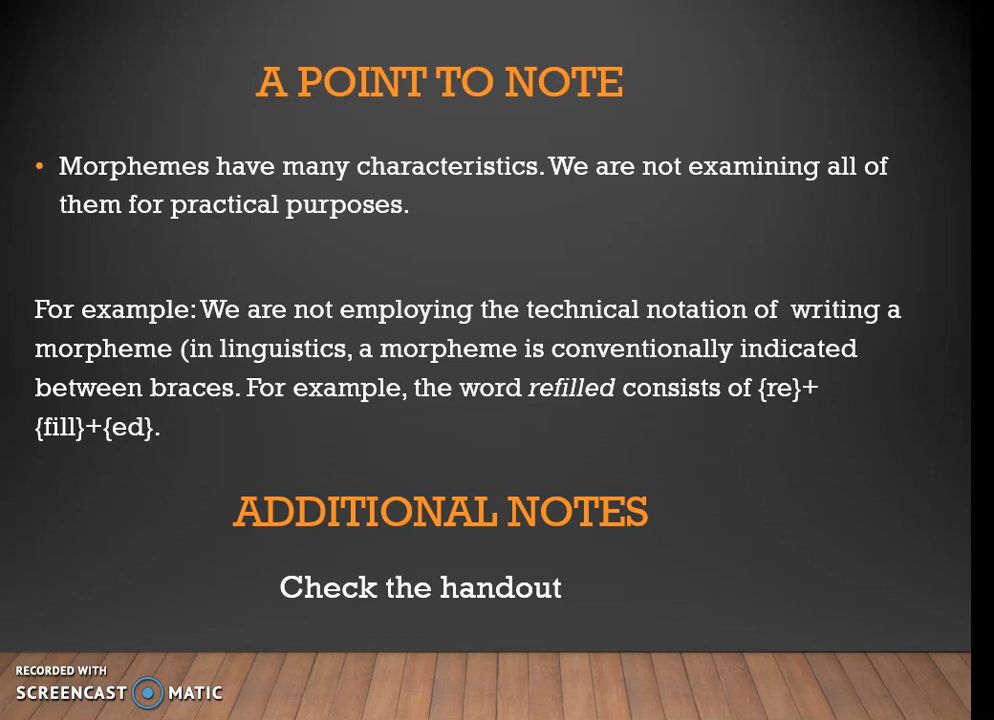 A POINT TO NOTE
• Morphemes have many characteristics. We are not examining all of
them for practical purposes.
For example: We are not employing the technical notation of writing a
morpheme (in linguistics, a morpheme is conventionally indicated
between braces. For example, the word refilled consists of {re}+
{fill}+{ed}.
ADDITIONAL NOTES
Check the handout
RECORDED WITH
SCREENCAST MATIC